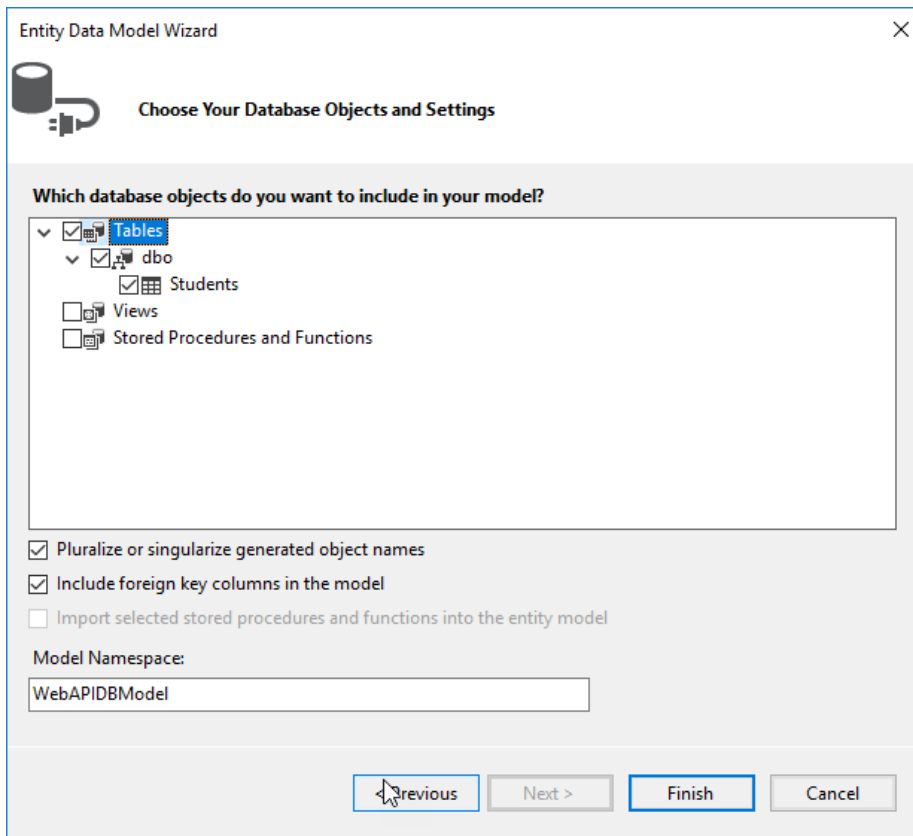 Entity Data Model Wizard
Choose Your Database Objects and Settings
Which database objects do you want to include in your model?
Tables
dbo
Students
Views
Stored Procedures and Functions
Pluralize or singularize generated object names
Include foreign key columns in the model
Import selected stored procedures and functions into the entity model
Model Namespace:
WebAPIDBModel
< Previous
Next >
Finish
Cancel